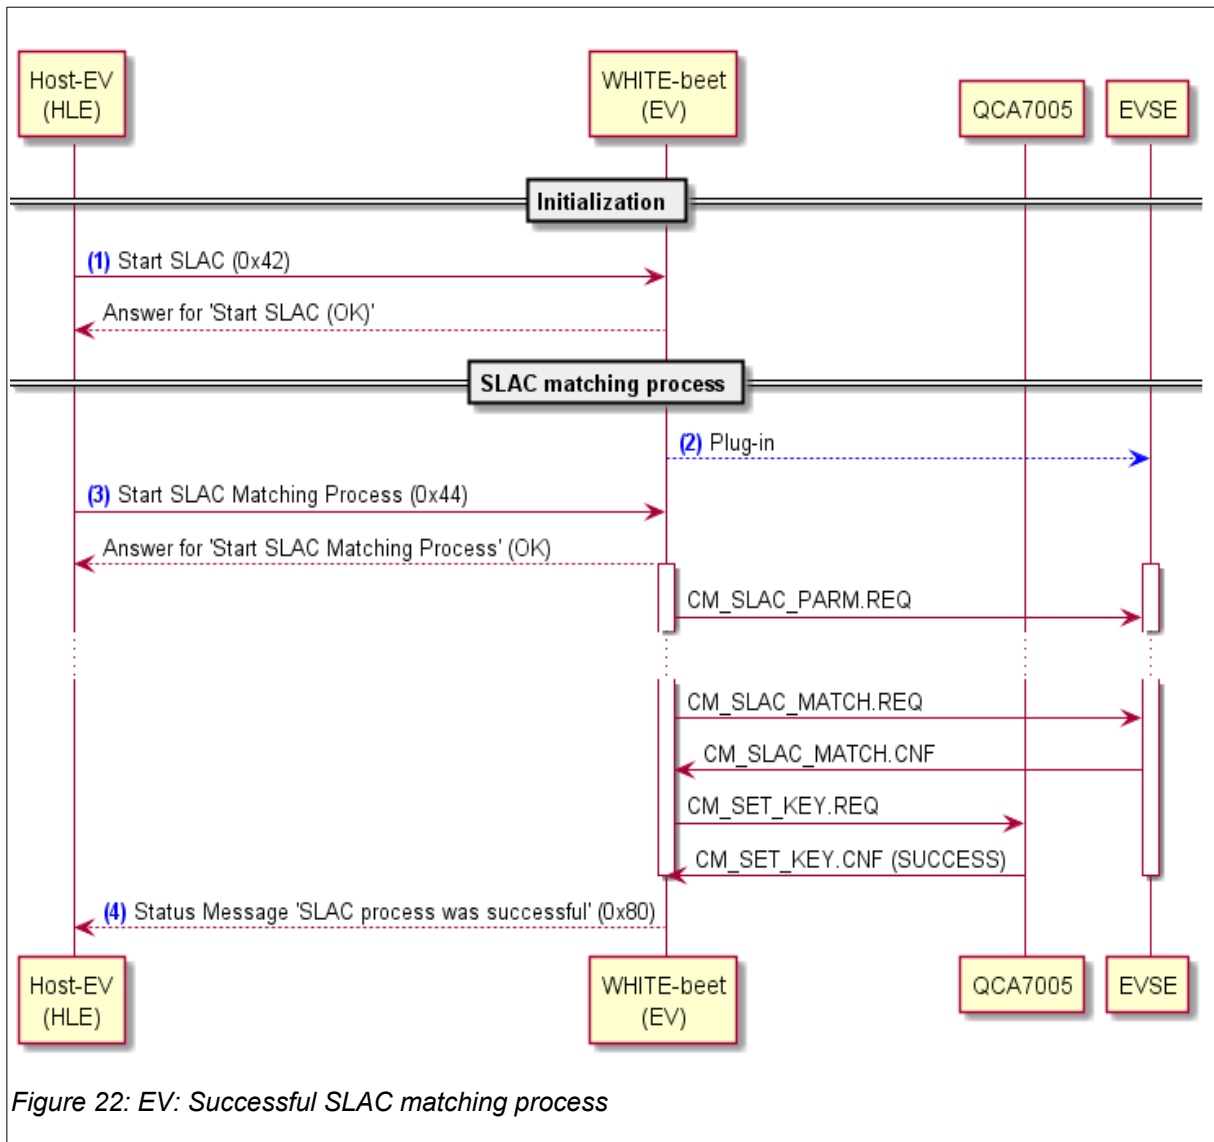 Host-EV
(HLE)
WHITE-beet
(EV)
QCA7005
EVSE
Initialization
(1) Start SLAC (0x42)
Answer for 'Start SLAC (OK)'
SLAC matching process
(2) Plug-in
(3) Start SLAC Matching Process (0x44)
Answer for 'Start SLAC Matching Process' (OK)
CM_SLAC_PARM.REQ
CM_SLAC_MATCH.REQ
CM_SLAC_MATCH.CNF
CM_SET_KEY.REQ
CM_SET_KEY.CNF (SUCCESS)
(4) Status Message 'SLAC process was successful' (0x80)
Host-EV
(HLE)
WHITE-beet
(EV)
QCA7005
EVSE
Figure 22: EV: Successful SLAC matching process